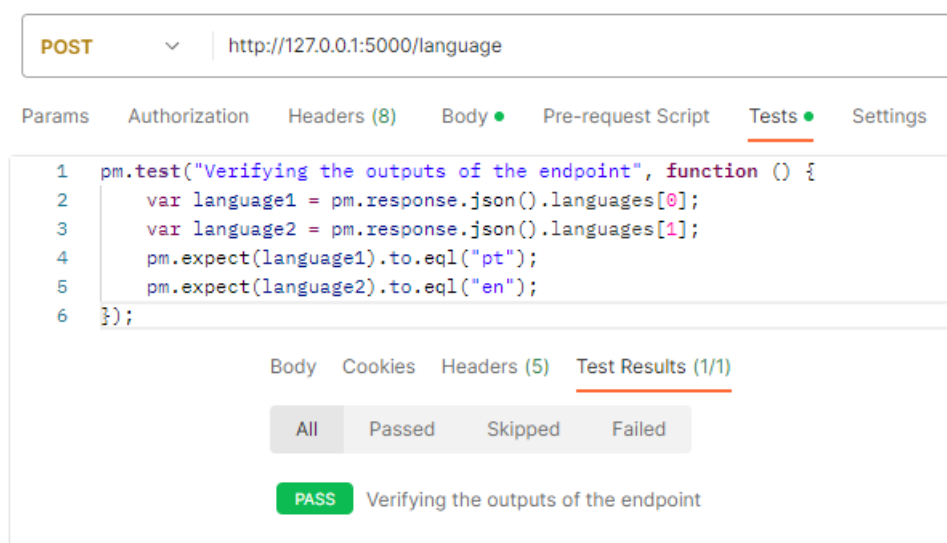 POST http://127.0.0.1:5000/language
Params Authorization Headers (8) Body Pre-request Script Tests Settings
1 pm.test("Verifying the outputs of the endpoint", function () {
2 var language1 = pm.response.json().languages[0];
3 var language2 = pm.response.json().languages[1];
4 pm.expect(language1).to.eql("pt");
5 pm.expect(language2).to.eql("en");
6 });
Body Cookies Headers (5) Test Results (1/1)
All Passed Skipped Failed
PASS Verifying the outputs of the endpoint